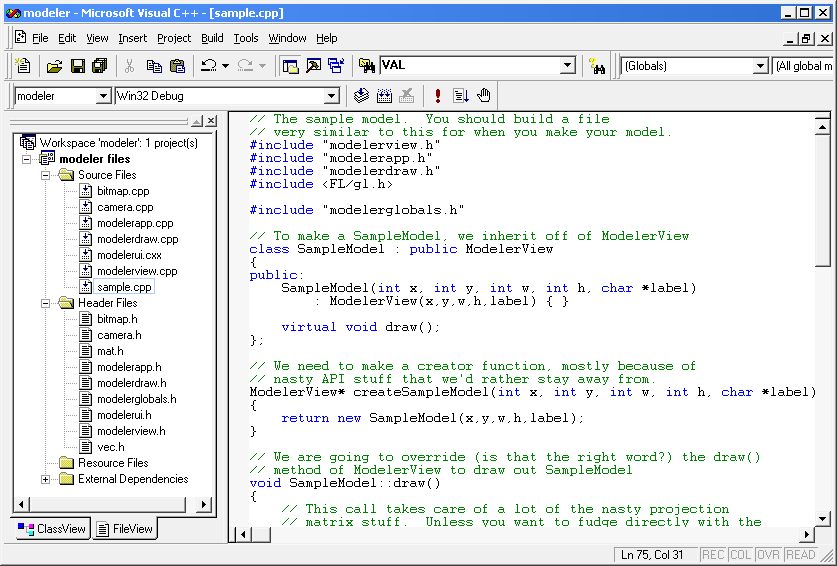 modeler - Microsoft Visual C++ - [sample.cpp]
File Edit View Insert Project Build Tools Window Help
VAL (Globals) (All global m
modeler Win32 Debug
Workspace 'modeler': 1 project(s)
modeler files
Source Files
bitmap.cpp
camera.cpp
modelerapp.cpp
modelerdraw.cpp
modelerui.cxx
modelerview.cpp
sample.cpp
Header Files
bitmap.h
camera.h
mat.h
modelerapp.h
modelerdraw.h
modelerglobals.h
modelerui.h
modelerview.h
vec.h
Resource Files
External Dependencies
ClassView FileView
// The sample model.  You should build a file
// very similar to this for when you make your model.
#include "modelerview.h"
#include "modelerapp.h"
#include "modelerdraw.h"
#include <FL/gl.h>
#include "modelerglobals.h"
// To make a SampleModel, we inherit off of ModelerView
class SampleModel : public ModelerView
{
public:
    SampleModel(int x, int y, int w, int h, char *label)
        : ModelerView(x,y,w,h,label) { }
    virtual void draw();
};
// We need to make a creator function, mostly because of
// nasty API stuff that we'd rather stay away from.
ModelerView* createSampleModel(int x, int y, int w, int h, char *label)
{
    return new SampleModel(x,y,w,h,label);
}
// We are going to override (is that the right word?) the draw()
// method of ModelerView to draw out SampleModel
void SampleModel::draw()
{
    // This call takes care of a lot of the nasty projection
    // matrix stuff.  Unless you want to fudge directly with the
Ln 75, Col 31 REC COL OVR READ